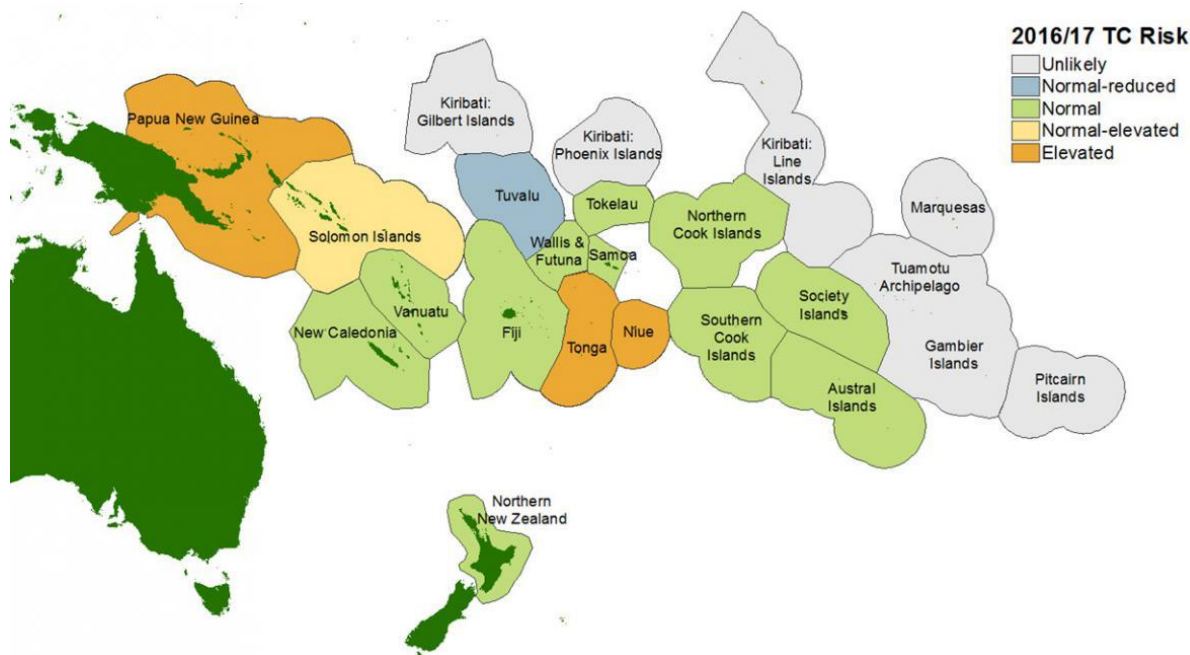 2016/17 TC Risk
Unlikely
Normal-reduced
Normal
Normal-elevated
Elevated
Papua New Guinea
Kiribati:
Gilbert Islands
Kiribati:
Phoenix Islands
Kiribati:
Line
Islands
Tuvalu
Tokelau
Northern
Cook Islands
Marquesas
Solomon Islands
Wallis &
Futuna
Samoa
Tuamotu
Archipelago
Vanuatu
New Caledonia
Fiji
Tonga
Niue
Southern
Cook
Islands
Society
Islands
Gambier
Islands
Austral
Islands
Pitcairn
Islands
Northern
New Zealand